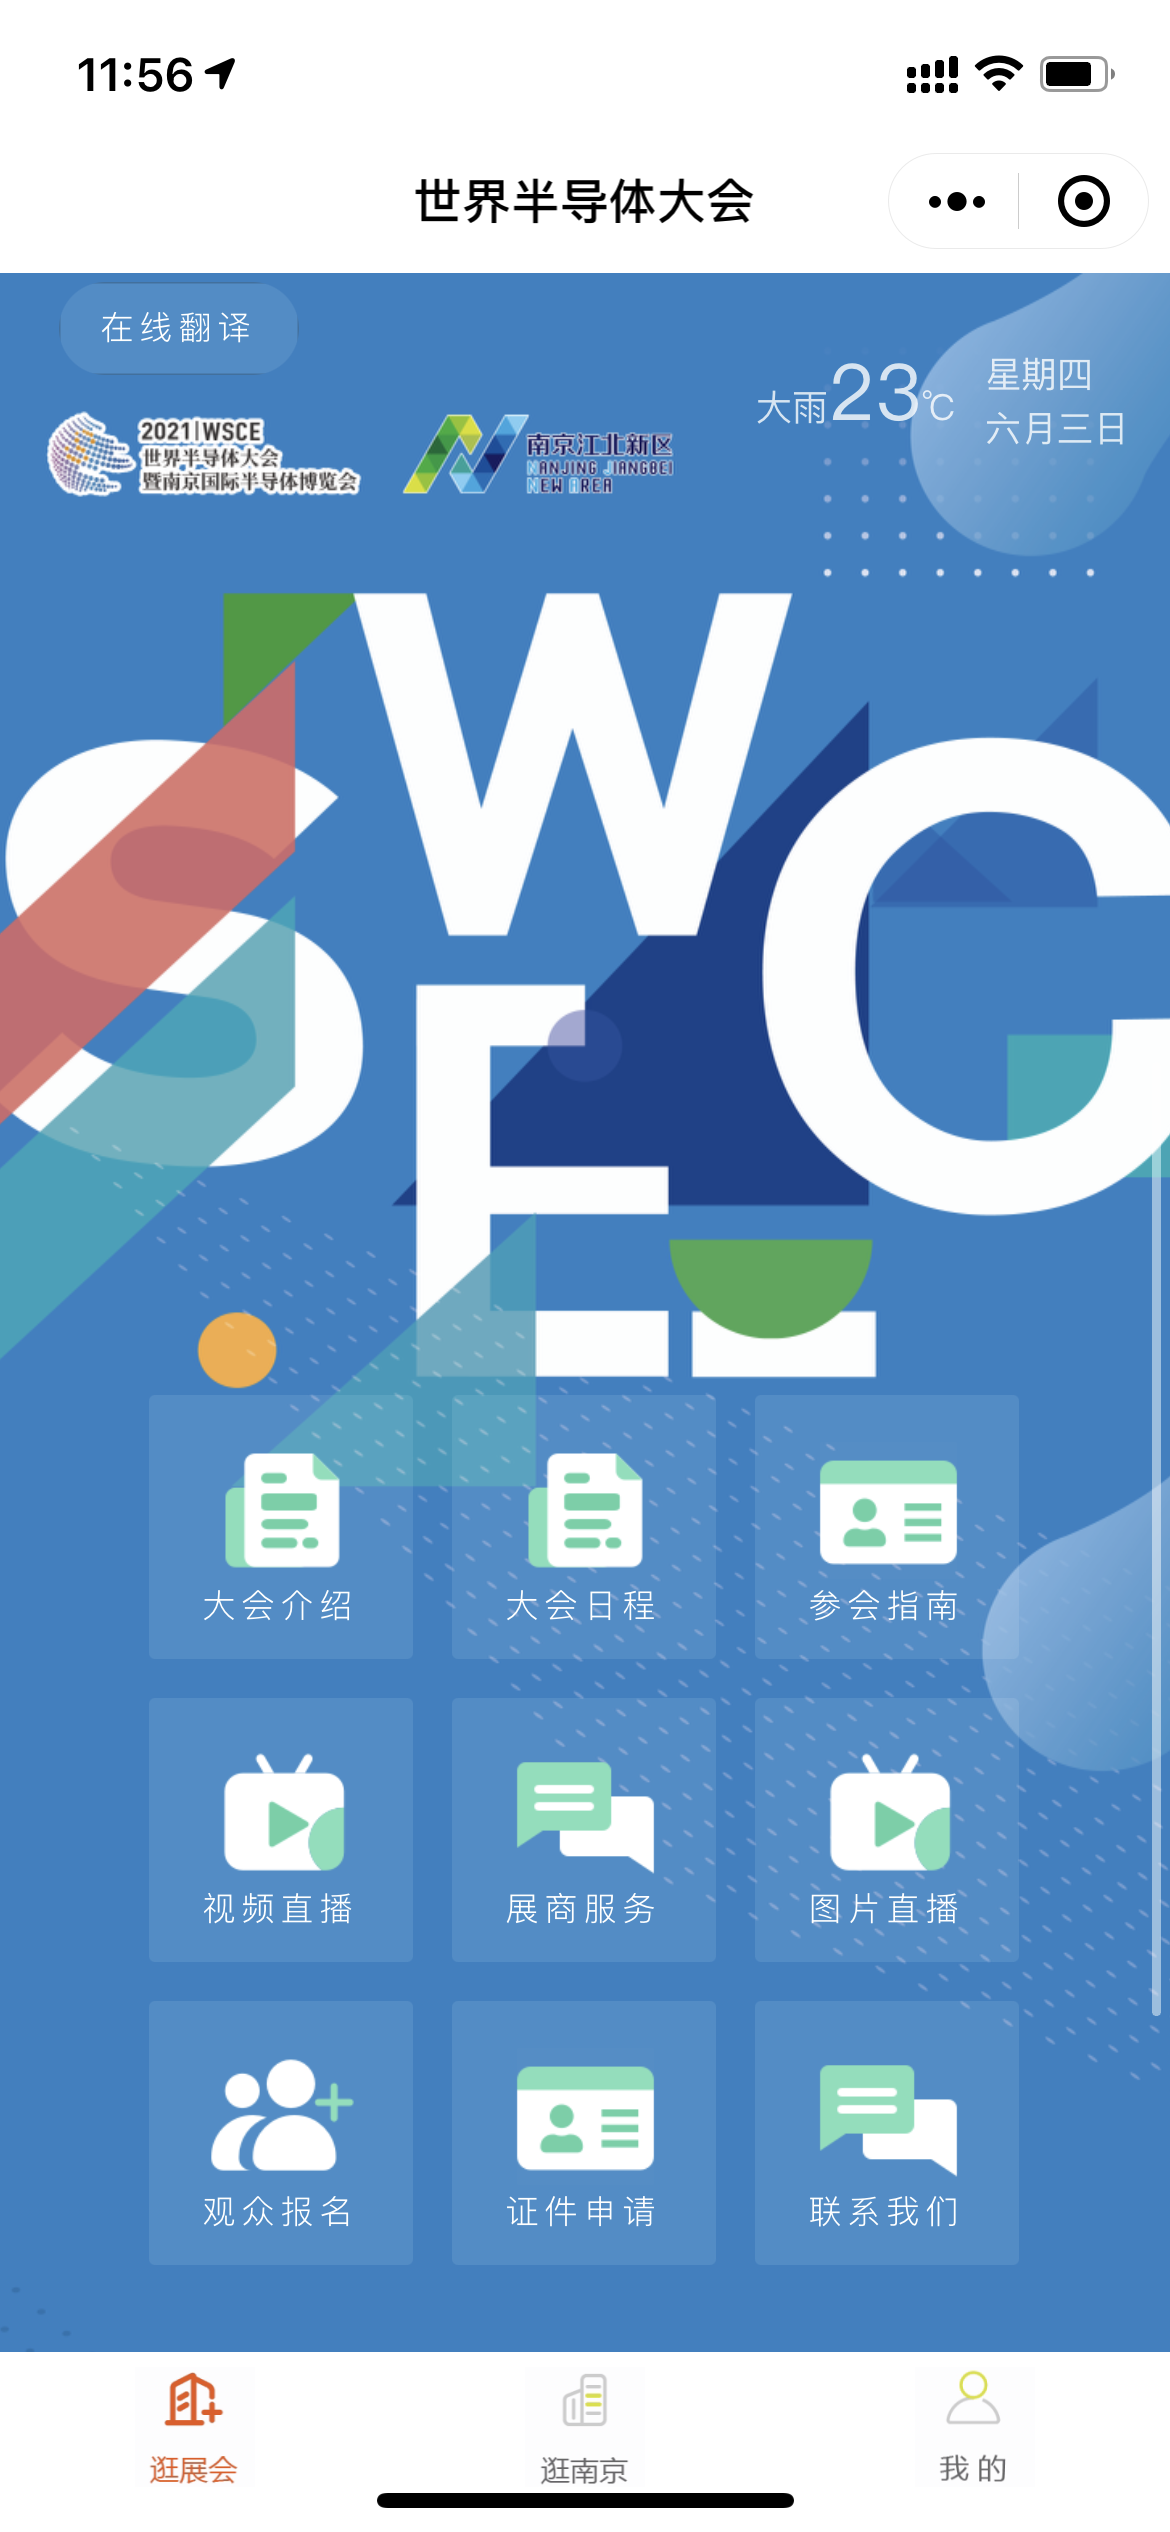 11:56
世界半导体大会
在线翻译
大雨23℃
星期四
六月三日
2021|WSCE
世界半导体大会
暨南京国际半导体博览会
南京江北新区
NANJING JIANGBEI
NEW AREA
W
S
C
E
大会介绍
大会日程
参会指南
视频直播
展商服务
图片直播
观众报名
证件申请
联系我们
逛展会
逛南京
我的